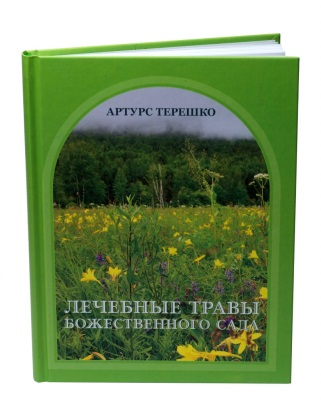 АРТУРС ТЕРЕШКО
ЛЕЧЕБНЫЕ ТРАВЫ
БОЖЕСТВЕННОГО САДА